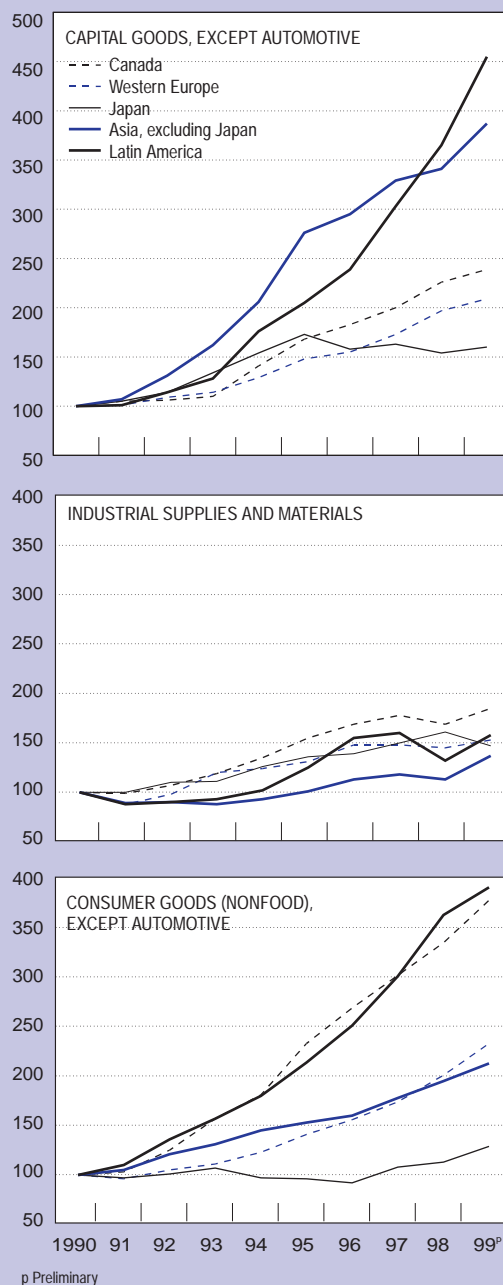 500
450
400
350
300
250
200
150
100
50
CAPITAL GOODS, EXCEPT AUTOMOTIVE
Canada
Western Europe
Japan
Asia, excluding Japan
Latin America
400
350
300
250
200
150
100
50
INDUSTRIAL SUPPLIES AND MATERIALS
400
350
300
250
200
150
100
50
CONSUMER GOODS (NONFOOD),
EXCEPT AUTOMOTIVE
1990 91 92 93 94 95 96 97 98 99p
p Preliminary